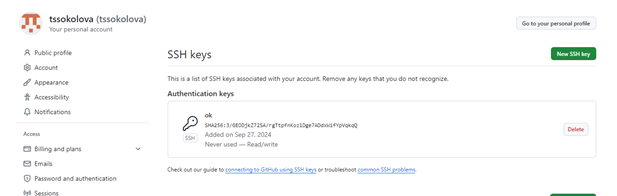 tssokolova (tssokolova)
Your personal account
Go to your personal profile
Public profile
Account
Appearance
Accessibility
Notifications
Access
Billing and plans
Emails
Password and authentication
Sessions
SSH keys
New SSH key
This is a list of SSH keys associated with your account. Remove any keys that you do not recognize.
Authentication keys
ok
SSH
Added on Sep 27, 2024
Never used — Read/write
Delete
Check out our guide to connecting to GitHub using SSH keys or troubleshoot common SSH problems.